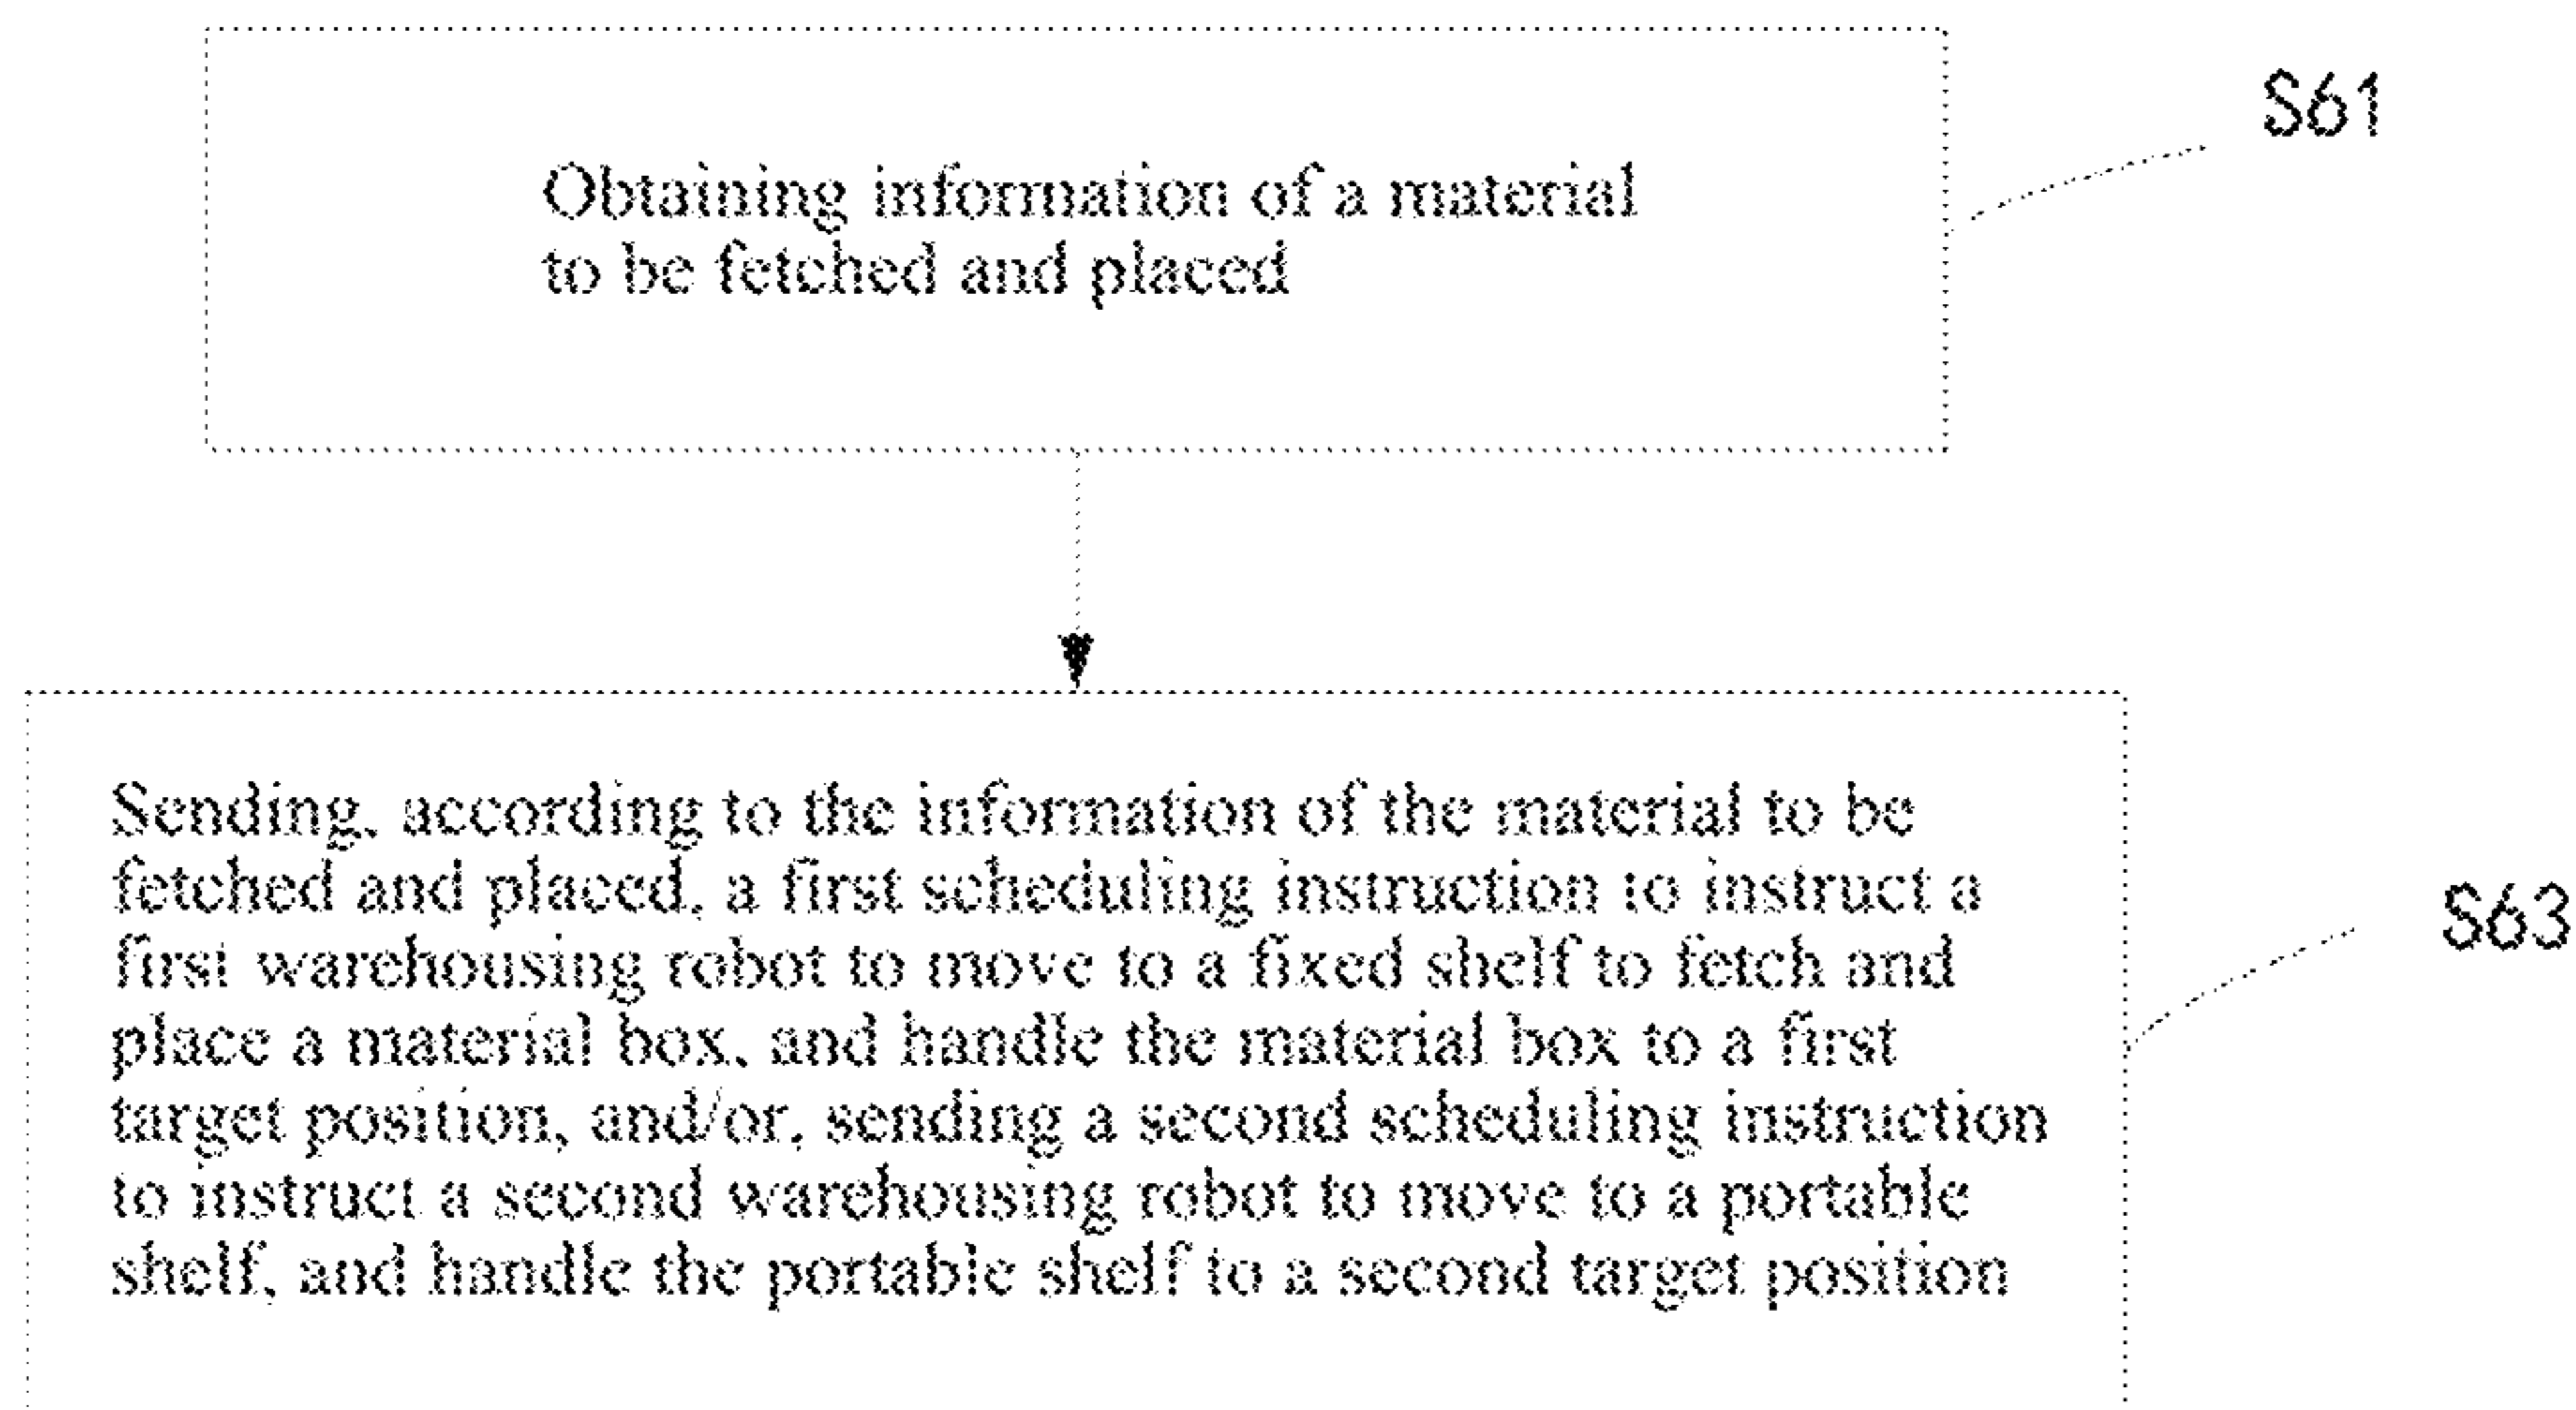 S61
Obtaining information of a material
to be fetched and placed
Sending, according to the information of the material to be
fetched and placed, a first scheduling instruction to instruct a
first warehousing robot to move to a fixed shelf to fetch and
place a material box, and handle the material box to a first
target position, and/or, sending a second scheduling instruction
to instruct a second warehousing robot to move to a portable
shelf, and handle the portable shelf to a second target position
S63